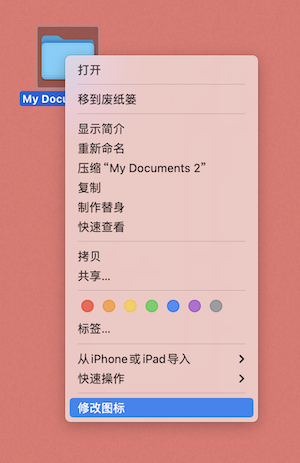 打开
My Docu
移到废纸篓
显示简介
重新命名
压缩“My Documents 2”
复制
制作替身
快速查看
拷贝
共享...
标签...
从iPhone或iPad导入
快速操作
修改图标